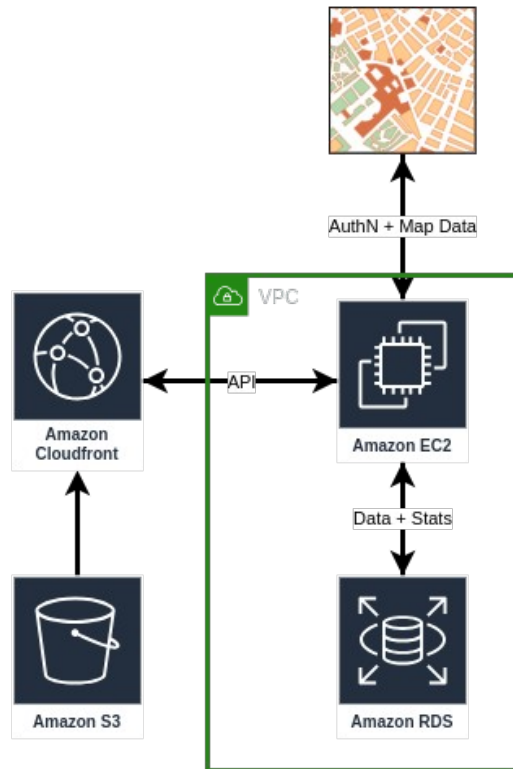 AuthN + Map Data
VPC
API
Amazon
Cloudfront
Amazon EC2
Data + Stats
Amazon S3
Amazon RDS